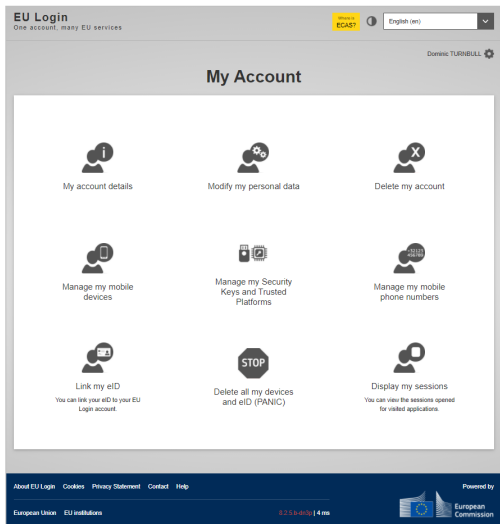 EU Login
One account, many EU services
Where is
ECAS?
English (en)
Dominic TURNBULL
My Account
i
My account details
Modify my personal data
X
Delete my account
Manage my mobile
devices
Manage my Security
Keys and Trusted
Platforms
+32123
456789
Manage my mobile
phone numbers
Link my eID
You can link your eID to your EU
Login account.
STOP
Delete all my devices
and eID (PANIC)
Display my sessions
You can view the sessions opened
for visited applications.
About EU Login Cookies Privacy Statement Contact Help
Powered by
European Union EU institutions
| 4 ms
European
Commission